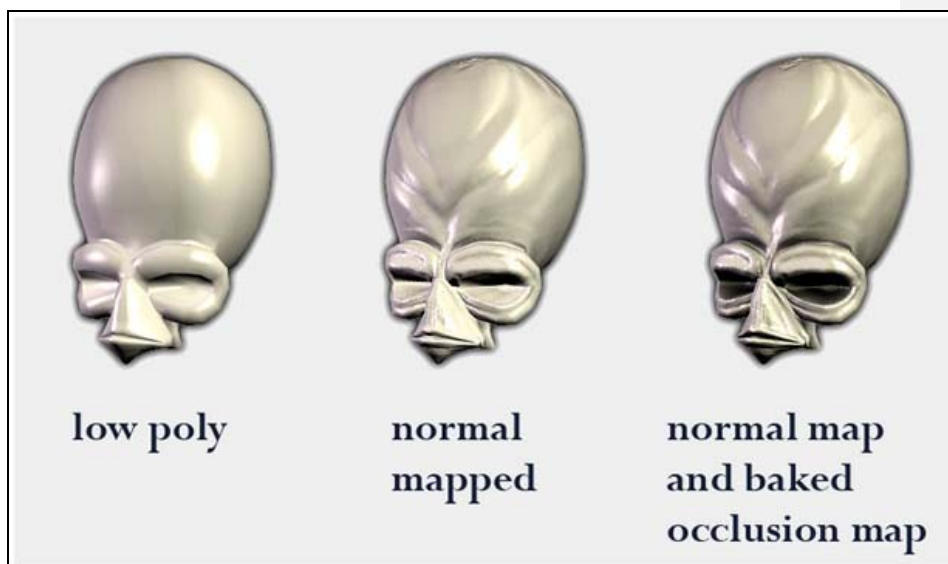 low poly
normal
mapped
normal map
and baked
occlusion map